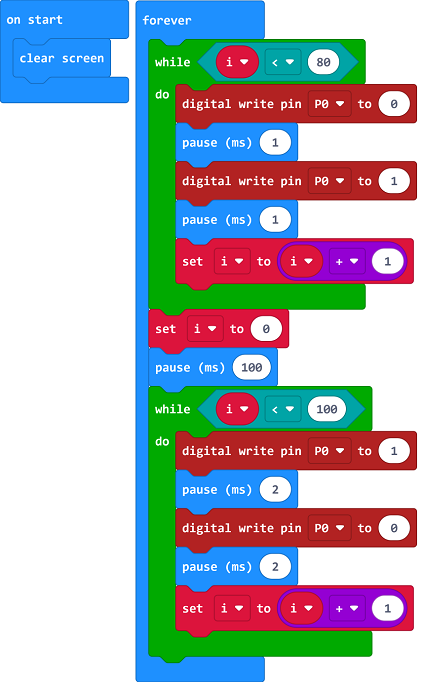 on start
clear screen
forever
while i < 80
do
digital write pin P0 to 0
pause (ms) 1
digital write pin P0 to 1
pause (ms) 1
set i to i + 1
set i to 0
pause (ms) 100
while i < 100
do
digital write pin P0 to 1
pause (ms) 2
digital write pin P0 to 0
pause (ms) 2
set i to i + 1